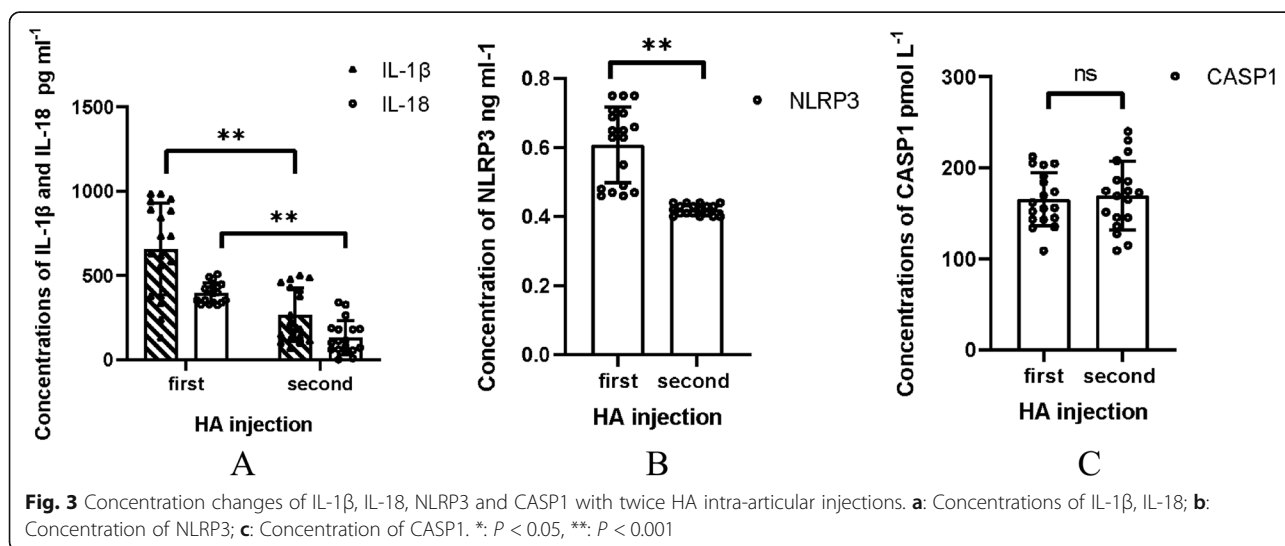 Concentrations of IL-1β and IL-18 pg ml-1
1500
1000
500
0
IL-1β
IL-18
**
**
first
second
HA injection
A
Concentration of NLRP3 ng ml-1
0.8
0.6
0.4
0.2
0.0
**
NLRP3
first
second
HA injection
B
Concentrations of CASP1 pmol L-1
300
200
100
0
ns
CASP1
first
second
HA injection
C
Fig. 3 Concentration changes of IL-1β, IL-18, NLRP3 and CASP1 with twice HA intra-articular injections. a: Concentrations of IL-1β, IL-18; b:
Concentration of NLRP3; c: Concentration of CASP1. *: P < 0.05, **: P < 0.001